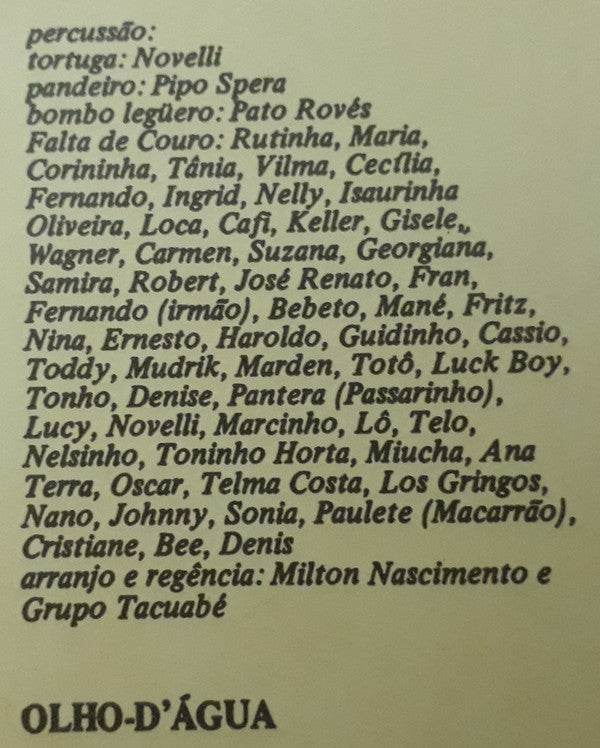 percussão:
tortuga: Novelli
pandeiro: Pipo Spera
bombo legüero: Pato Rovés
Falta de Couro: Rutinha, Maria,
Corininha, Tânia, Vilma, Cecília,
Fernando, Ingrid, Nelly, Isaurinha
Oliveira, Loca, Cafi, Keller, Gisele,,
Wagner, Carmen, Suzana, Georgiana,
Samira, Robert, José Renato, Fran,
Fernando (irmão), Bebeto, Mané, Fritz,
Nina, Ernesto, Haroldo, Guidinho, Cassio,
Toddy, Mudrik, Marden, Totô, Luck Boy,
Tonho, Denise, Pantera (Passarinho),
Lucy, Novelli, Marcinho, Lô, Telo,
Nelsinho, Toninho Horta, Miucha, Ana
Terra, Oscar, Telma Costa, Los Gringos,
Nano, Johnny, Sonia, Paulete (Macarrão),
Cristiane, Bee, Denis
arranjo e regência: Milton Nascimento e
Grupo Tacuabé
OLHO-D'ÁGUA